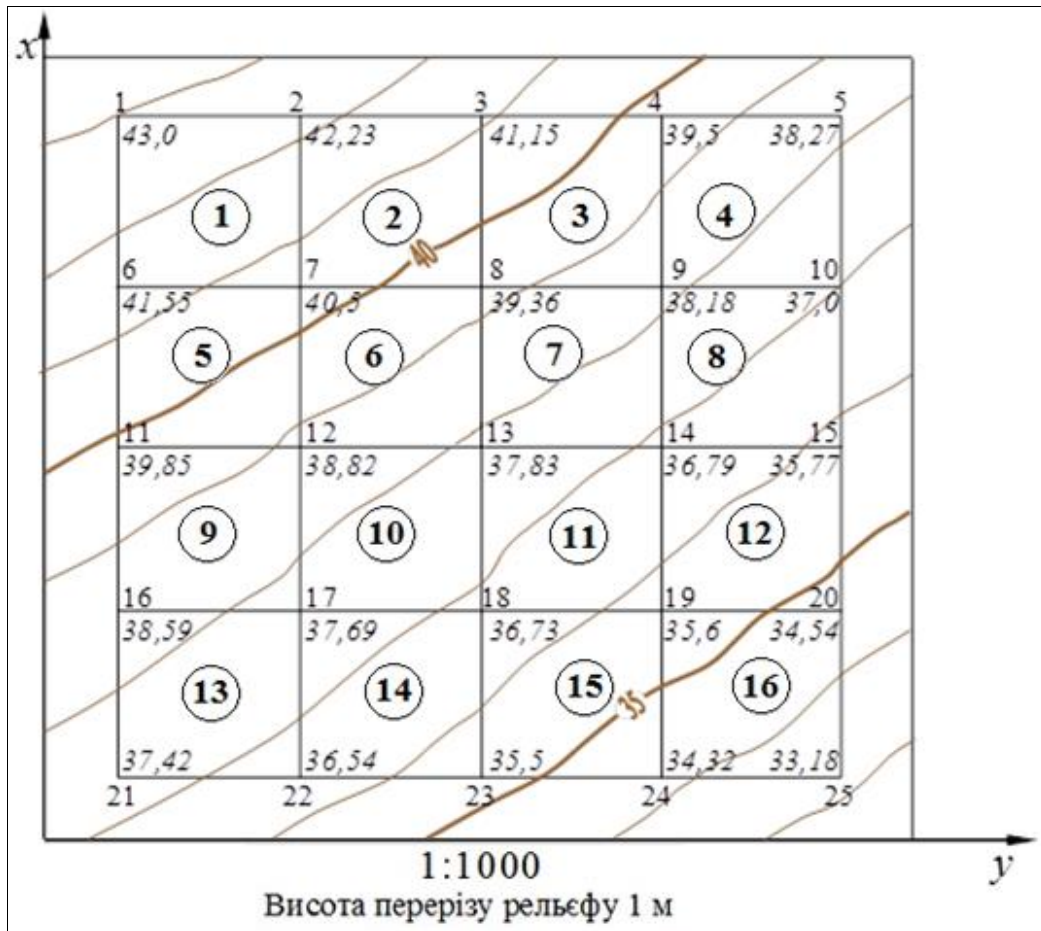 x
1 2 3 4 5
43,0 42,23 41,15 39,5 38,27
1 2 3 4
40
6 7 8 9 10
41,55 40,5 39,36 38,18 37,0
5 6 7 8
11 12 13 14 15
39,85 38,82 37,83 36,79 35,77
9 10 11 12
16 17 18 19 20
38,59 37,69 36,73 35,6 34,54
13 14 15 16
35
37,42 36,54 35,5 34,32 33,18
21 22 23 24 25
1:1000 y
Висота перерізу рельєфу 1 м